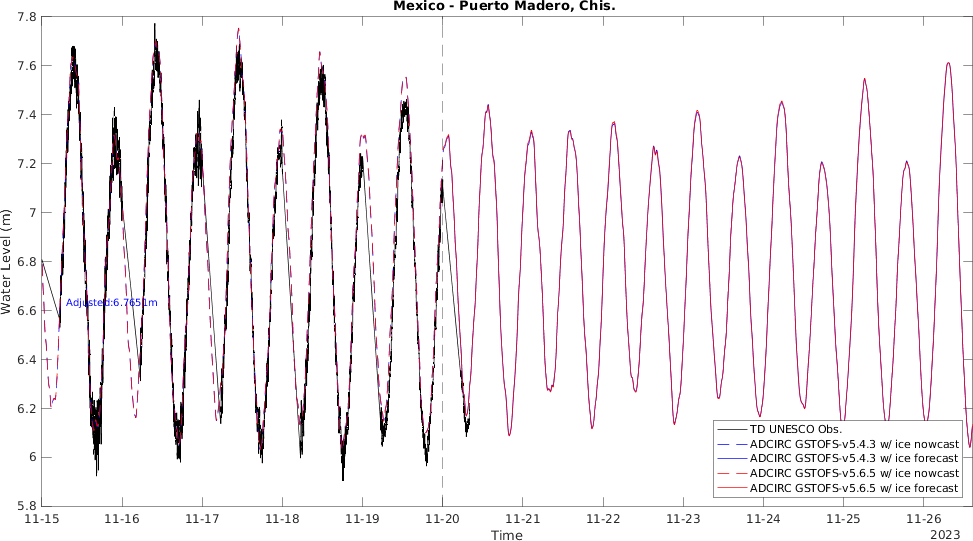 Mexico - Puerto Madero, Chis.
7.8
7.6
7.4
7.2
7
6.8
6.6
6.4
6.2
6
5.8
Water Level (m)
Adjusted:6.7651m
TD UNESCO Obs.
ADCIRC GSTOFS-v5.4.3 w/ ice nowcast
ADCIRC GSTOFS-v5.4.3 w/ ice forecast
ADCIRC GSTOFS-v5.6.5 w/ ice nowcast
ADCIRC GSTOFS-v5.6.5 w/ ice forecast
11-15 11-16 11-17 11-18 11-19 11-20 11-21 11-22 11-23 11-24 11-25 11-26
Time
2023